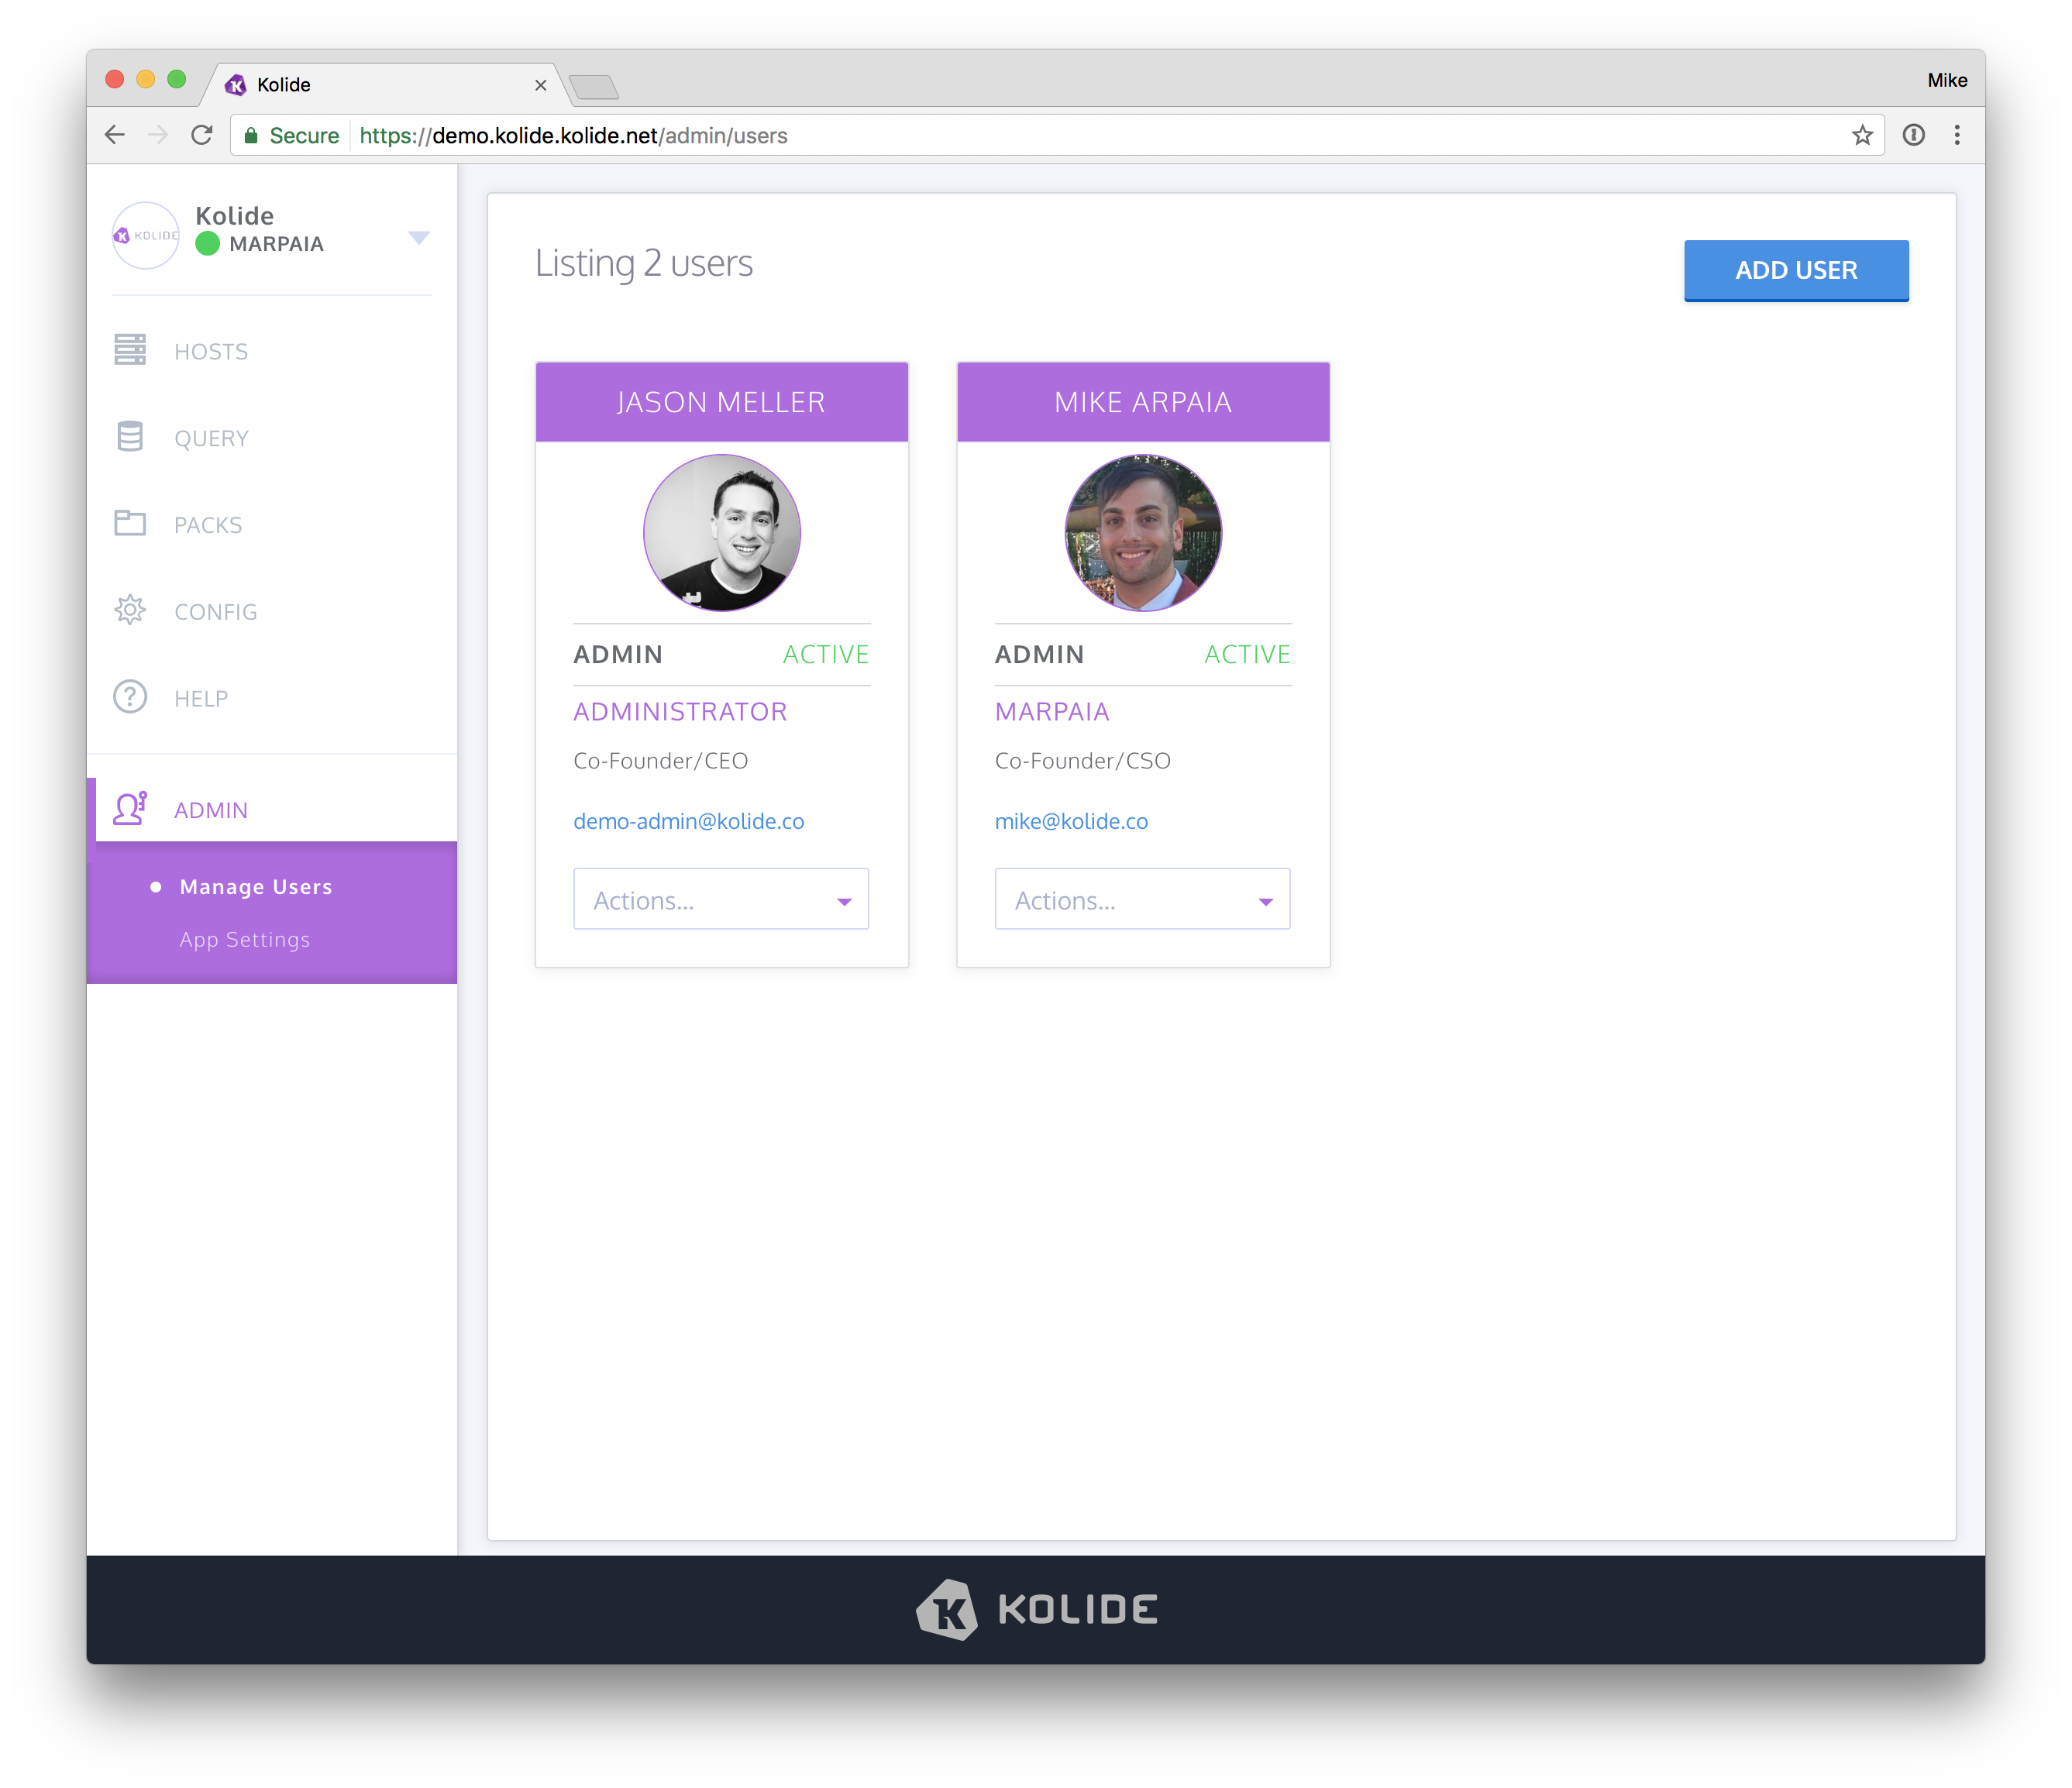 Kolide
Mike
Secure https://demo.kolide.kolide.net/admin/users
KOLIDE
Kolide
MARPAIA
HOSTS
QUERY
PACKS
CONFIG
HELP
ADMIN
Manage Users
App Settings
Listing 2 users
ADD USER
JASON MELLER
ADMIN ACTIVE
ADMINISTRATOR
Co-Founder/CEO
demo-admin@kolide.co
Actions...
MIKE ARPAIA
ADMIN ACTIVE
MARPAIA
Co-Founder/CSO
mike@kolide.co
Actions...
KOLIDE